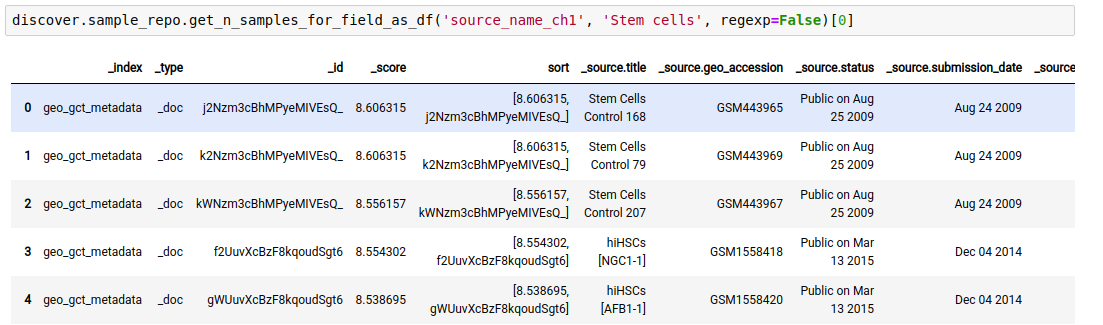 discover.sample_repo.get_n_samples_for_field_as_df('source_name_ch1', 'Stem cells', regexp=False)[0]
_index _type _id _score sort _source.title _source.geo_accession _source.status _source.submission_date _source
0 geo_gct_metadata _doc j2Nzm3cBhMPyeMIVEsQ_ 8.606315 [8.606315, j2Nzm3cBhMPyeMIVEsQ_] Stem Cells Control 168 GSM443965 Public on Aug 25 2009 Aug 24 2009
1 geo_gct_metadata _doc k2Nzm3cBhMPyeMIVEsQ_ 8.606315 [8.606315, k2Nzm3cBhMPyeMIVEsQ_] Stem Cells Control 79 GSM443969 Public on Aug 25 2009 Aug 24 2009
2 geo_gct_metadata _doc kWNzm3cBhMPyeMIVEsQ_ 8.556157 [8.556157, kWNzm3cBhMPyeMIVEsQ_] Stem Cells Control 207 GSM443967 Public on Aug 25 2009 Aug 24 2009
3 geo_gct_metadata _doc f2UuvXcBzF8kqoudSgt6 8.554302 [8.554302, f2UuvXcBzF8kqoudSgt6] hiHSCs [NGC1-1] GSM1558418 Public on Mar 13 2015 Dec 04 2014
4 geo_gct_metadata _doc gWUuvXcBzF8kqoudSgt6 8.538695 [8.538695, gWUuvXcBzF8kqoudSgt6] hiHSCs [AFB1-1] GSM1558420 Public on Mar 13 2015 Dec 04 2014